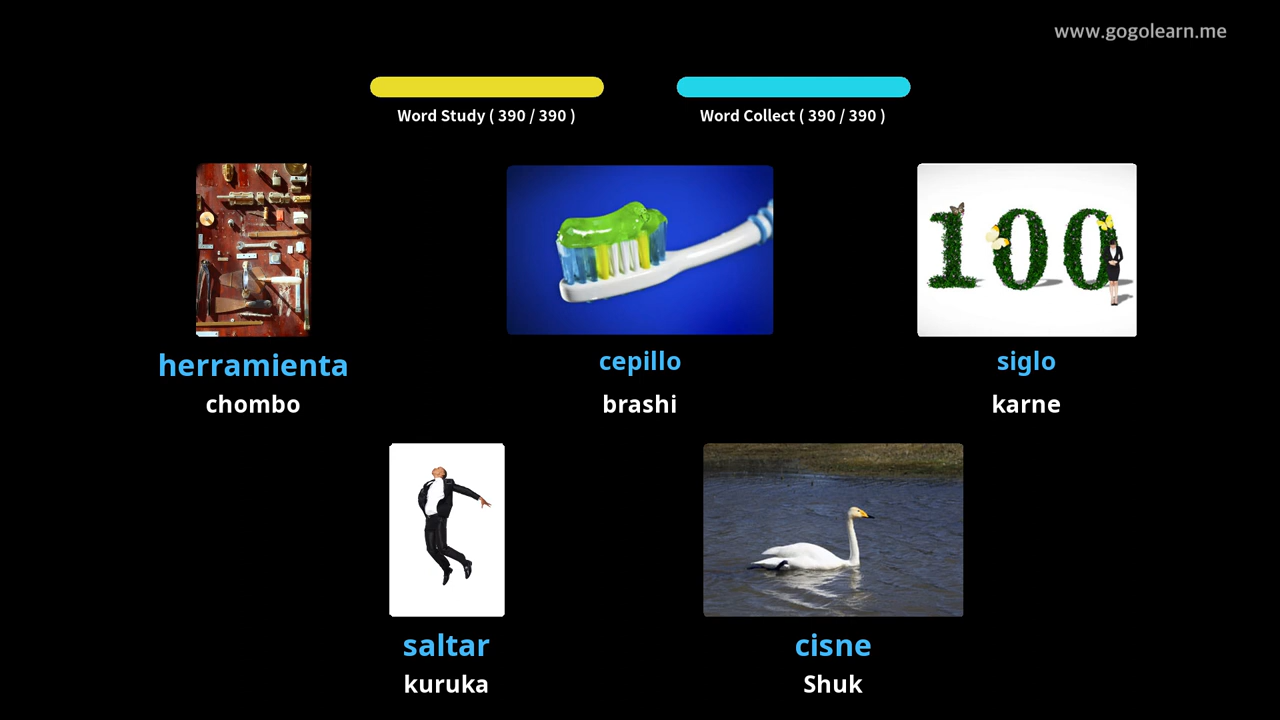 www.gogolearn.me
Word Study ( 390 / 390 )
Word Collect ( 390 / 390 )
100
herramienta
cepillo
siglo
chombo
brashi
karne
saltar
cisne
kuruka
Shuk